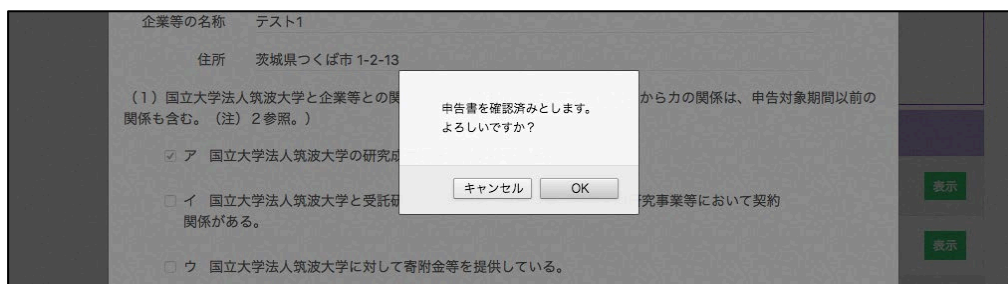 企業等の名称 テスト1
住所 茨城県つくば市 1-2-13
(1)国立大学法人筑波大学と企業等との関
からカの関係は、申告対象期間以前の
関係も含む。(注)2参照。)
申告書を確認済みとします。
よろしいですか?
キャンセル OK
ア 国立大学法人筑波大学の研究成
イ 国立大学法人筑波大学と受託研
究事業等において契約
関係がある。
ウ 国立大学法人筑波大学に対して寄附金等を提供している。
表示
表示